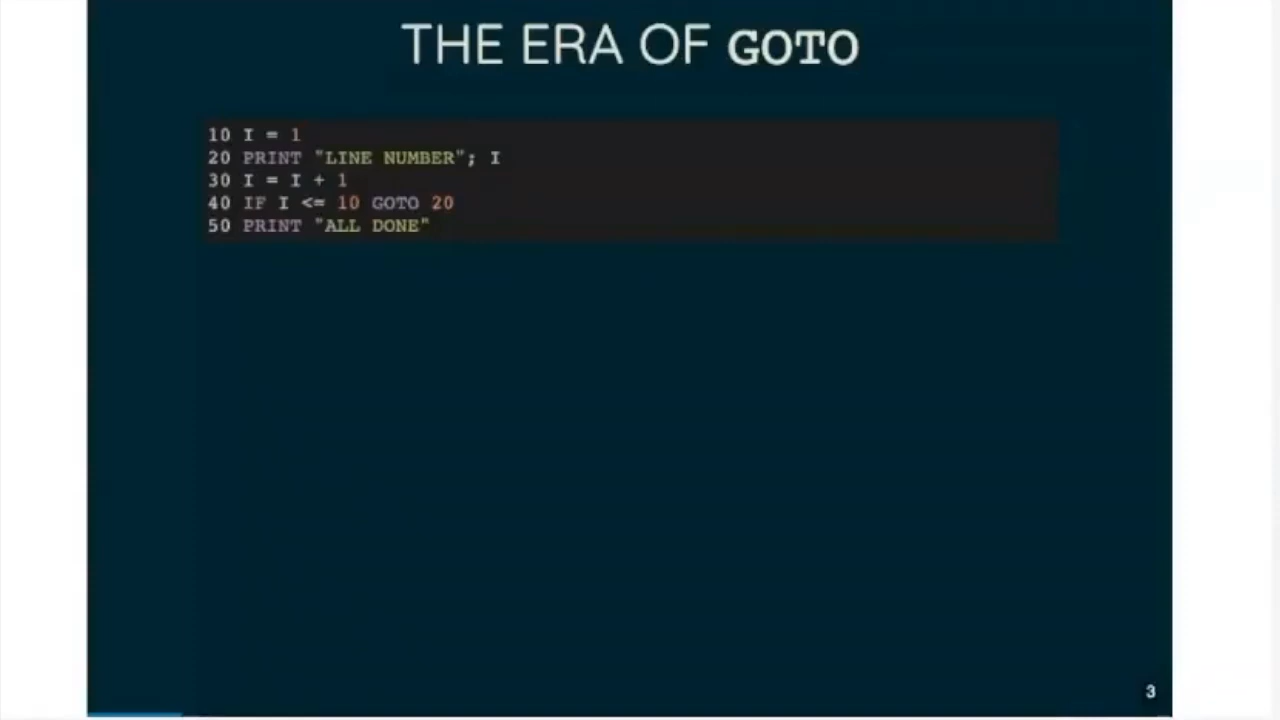 THE ERA OF GOTO
10 I = 1
20 PRINT "LINE NUMBER"; I
30 I = I + 1
40 IF I <= 10 GOTO 20
50 PRINT "ALL DONE"
3